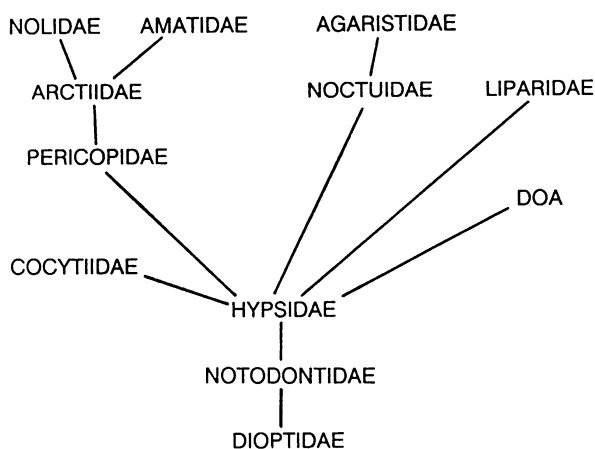 NOLIDAE AMATIDAE AGARISTIDAE
ARCTIIDAE NOCTUIDAE LIPARIDAE
PERICOPIDAE
DOA
COCYTIIDAE
HYPSIDAE
NOTODONTIDAE
DIOPTIDAE